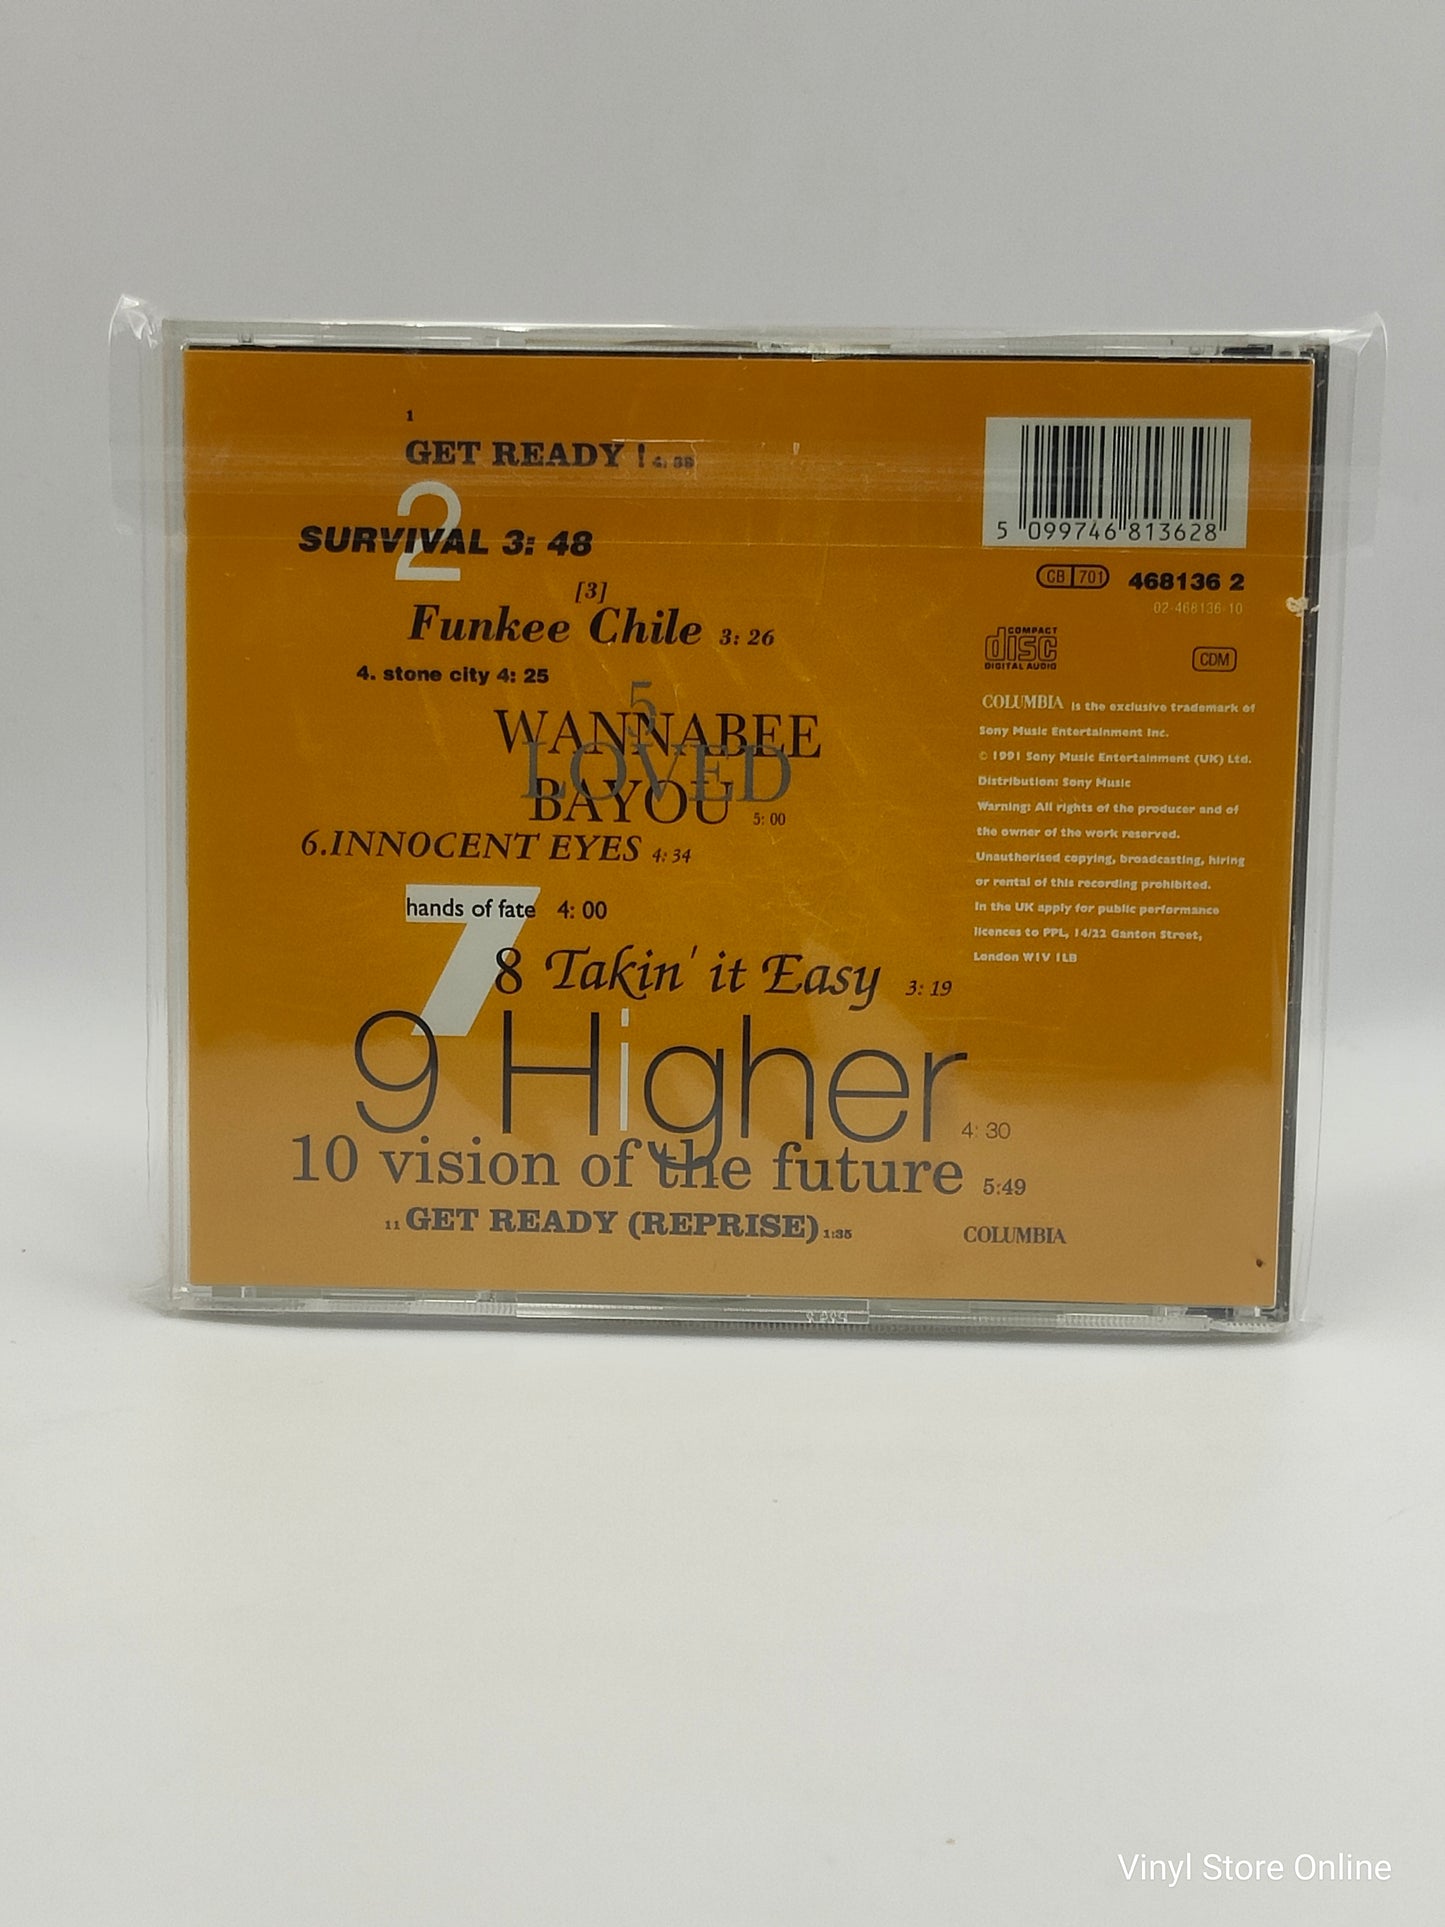 1
GET READY !
2
SURVIVAL 3: 48
[3]
Funkee Chile 3: 26
4. stone city 4: 25
5
WANNABEE
LOVED
BAYOU 5: 00
6.INNOCENT EYES 4: 34
7
hands of fate 4: 00
8 Takin' it Easy 3: 19
9 Higher 4: 30
10 vision of the future 5:49
11 GET READY (REPRISE) 1:35
COLUMBIA
5 099746 813628
CB 701 468136 2
02-468136-10
COMPACT
disc
DIGITAL AUDIO
CDM
COLUMBIA is the exclusive trademark of
Sony Music Entertainment Inc.
© 1991 Sony Music Entertainment (UK) Ltd.
Distribution: Sony Music
Warning: All rights of the producer and of
the owner of the work reserved.
Unauthorised copying, broadcasting, hiring
or rental of this recording prohibited.
In the UK apply for public performance
licences to PPL, 14/22 Ganton Street,
London W1V 1LB
Vinyl Store Online